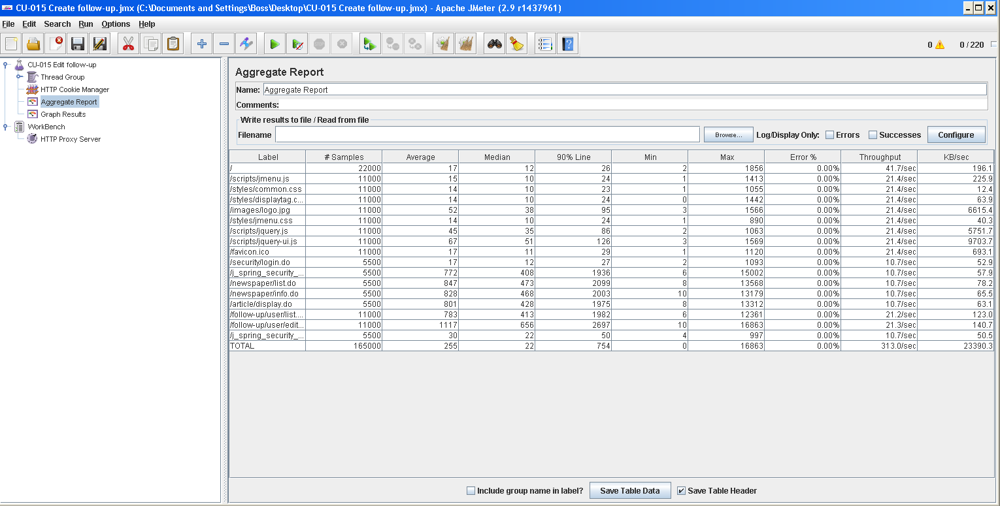 CU-015 Create follow-up.jmx (C:\Documents and Settings\Boss\Desktop\CU-015 Create follow-up.jmx) - Apache JMeter (2.9 r1437961)
File Edit Search Run Options Help
0 0 / 220
CU-015 Edit follow-up
Thread Group
HTTP Cookie Manager
Aggregate Report
Graph Results
WorkBench
HTTP Proxy Server
Aggregate Report
Name: Aggregate Report
Comments:
Write results to file / Read from file
Filename Browse... Log/Display Only: Errors Successes Configure
Label # Samples Average Median 90% Line Min Max Error % Throughput KB/sec
/ 22000 17 12 26 2 1856 0.00% 41.7/sec 196.1
/scripts/jmenu.js 11000 15 10 24 1 1413 0.00% 21.4/sec 225.9
/styles/common.css 11000 14 10 23 1 1055 0.00% 21.4/sec 12.4
/styles/displaytag.c... 11000 14 10 24 0 1442 0.00% 21.4/sec 63.9
/images/logo.jpg 11000 52 38 95 3 1566 0.00% 21.4/sec 6615.4
/styles/jmenu.css 11000 14 10 24 1 890 0.00% 21.4/sec 40.3
/scripts/jquery.js 11000 45 35 86 2 1063 0.00% 21.4/sec 5751.7
/scripts/jquery-ui.js 11000 67 51 126 3 1569 0.00% 21.4/sec 9703.7
/favicon.ico 11000 17 11 29 1 1120 0.00% 21.4/sec 693.1
/security/login.do 5500 17 12 27 2 1093 0.00% 10.7/sec 52.9
/j_spring_security_... 5500 772 408 1936 6 15002 0.00% 10.7/sec 57.9
/newspaper/list.do 5500 847 473 2099 8 13568 0.00% 10.7/sec 78.2
/newspaper/info.do 5500 828 468 2003 10 13179 0.00% 10.7/sec 65.5
/article/display.do 5500 801 428 1975 8 13312 0.00% 10.7/sec 63.1
/follow-up/user/list.... 11000 783 413 1982 6 12361 0.00% 21.2/sec 123.0
/follow-up/user/edit... 11000 1117 656 2697 10 16863 0.00% 21.3/sec 140.7
/j_spring_security_... 5500 30 22 50 4 997 0.00% 10.7/sec 50.5
TOTAL 165000 255 22 754 0 16863 0.00% 313.0/sec 23390.3
Include group name in label? Save Table Data Save Table Header